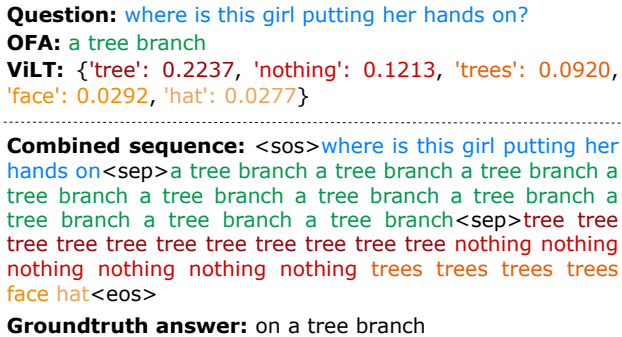 Question: where is this girl putting her hands on?
OFA: a tree branch
ViLT: {'tree': 0.2237, 'nothing': 0.1213, 'trees': 0.0920,
'face': 0.0292, 'hat': 0.0277}
Combined sequence: <sos>where is this girl putting her
hands on<sep>a tree branch a tree branch a tree branch a
tree branch a tree branch a tree branch a tree branch a
tree branch a tree branch a tree branch<sep>tree tree
tree tree tree tree tree tree tree tree tree nothing nothing
nothing nothing nothing nothing trees trees trees trees
face hat<eos>
Groundtruth answer: on a tree branch